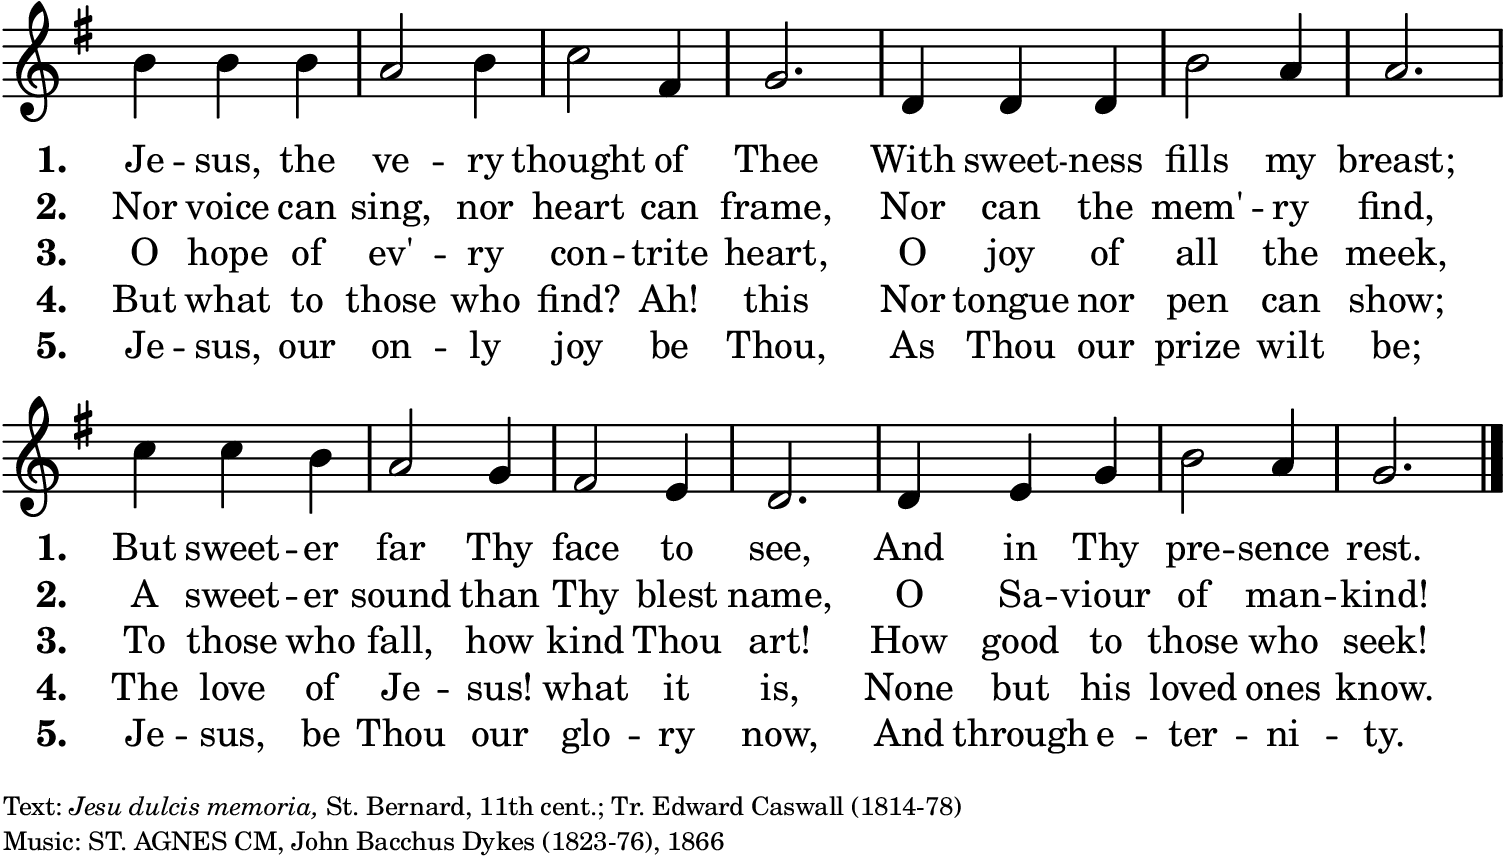 1. Je - sus, the ve - ry thought of Thee With sweet - ness fills my breast;
2. Nor voice can sing, nor heart can frame, Nor can the mem' - ry find,
3. O hope of ev' - ry con - trite heart, O joy of all the meek,
4. But what to those who find? Ah! this Nor tongue nor pen can show;
5. Je - sus, our on - ly joy be Thou, As Thou our prize wilt be;
1. But sweet - er far Thy face to see, And in Thy pre - sence rest.
2. A sweet - er sound than Thy blest name, O Sa - viour of man - kind!
3. To those who fall, how kind Thou art! How good to those who seek!
4. The love of Je - sus! what it is, None but his loved ones know.
5. Je - sus, be Thou our glo - ry now, And through e - ter - ni - ty.
Text: Jesu dulcis memoria, St. Bernard, 11th cent.; Tr. Edward Caswall (1814-78)
Music: ST. AGNES CM, John Bacchus Dykes (1823-76), 1866